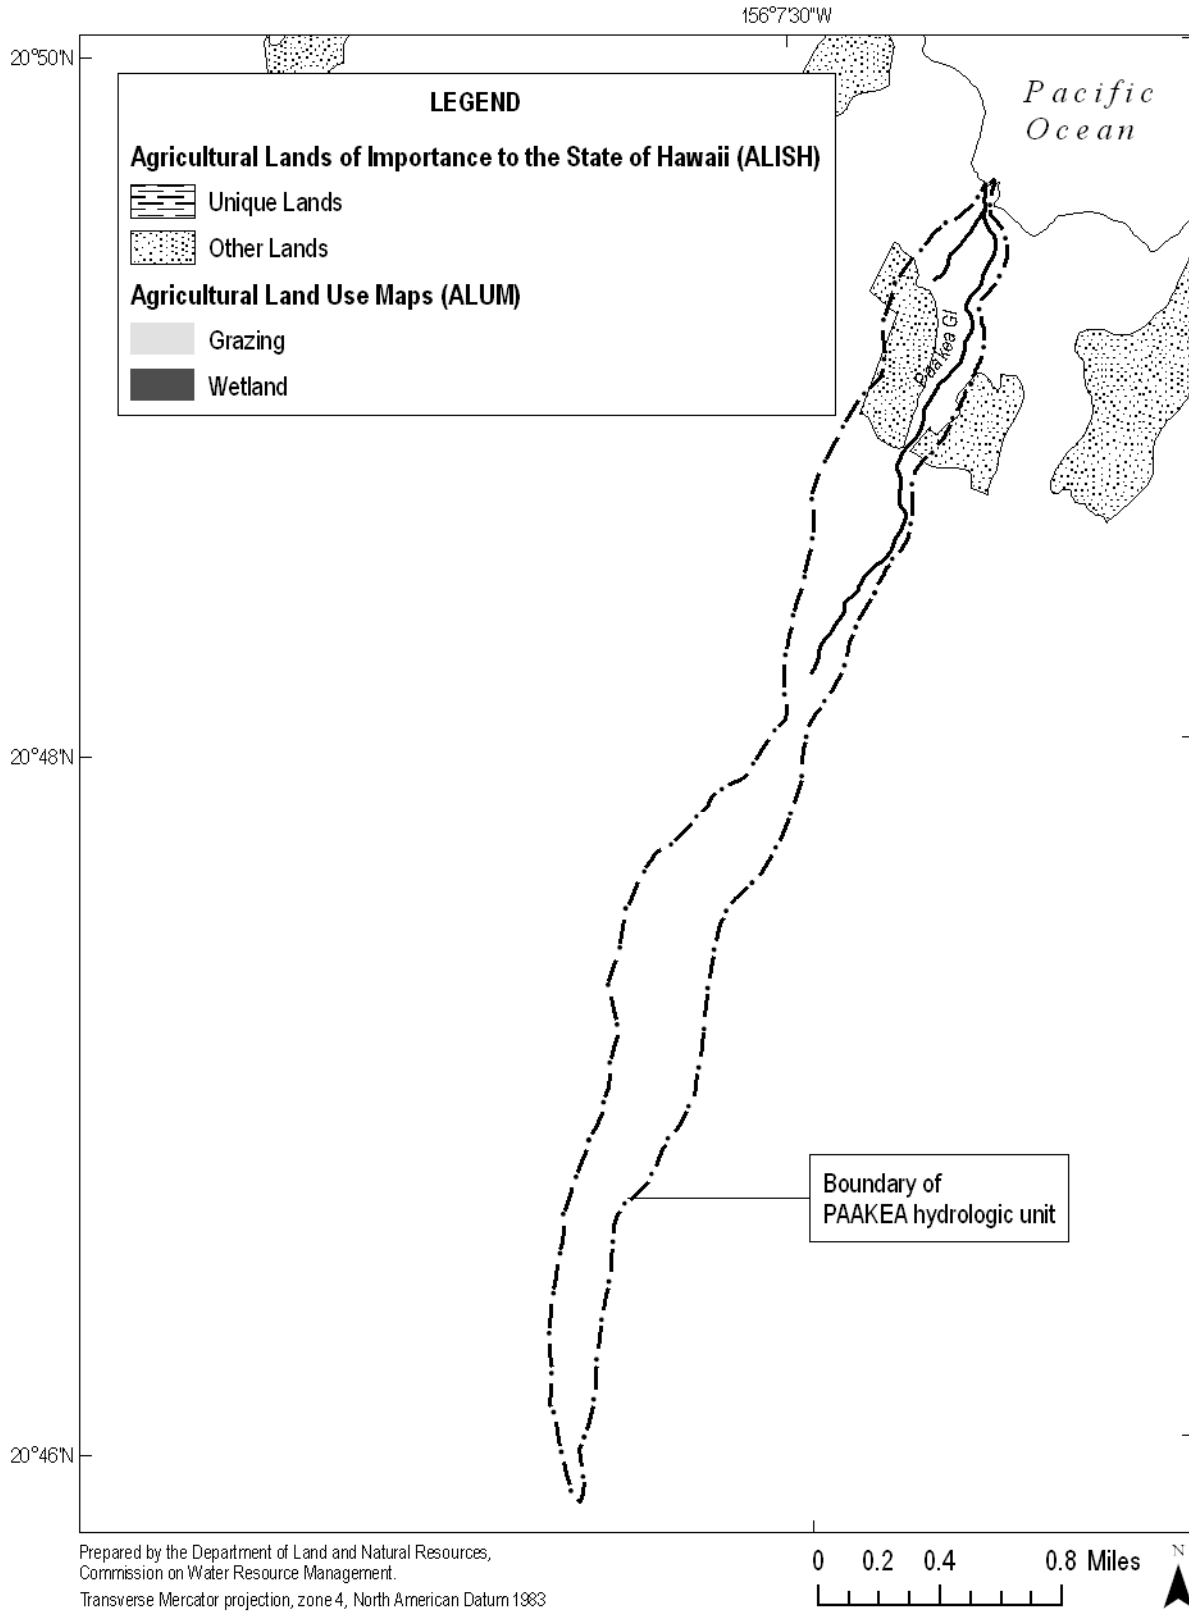 156°7'30"W
20°50'N
Pacific
Ocean
LEGEND
Agricultural Lands of Importance to the State of Hawaii (ALISH)
Unique Lands
Other Lands
Agricultural Land Use Maps (ALUM)
Grazing
Wetland
Paakea Gl
20°48'N
Boundary of
PAAKEA hydrologic unit
20°46'N
Prepared by the Department of Land and Natural Resources,
Commission on Water Resource Management.
Transverse Mercator projection, zone 4, North American Datum 1983
0 0.2 0.4 0.8 Miles
N